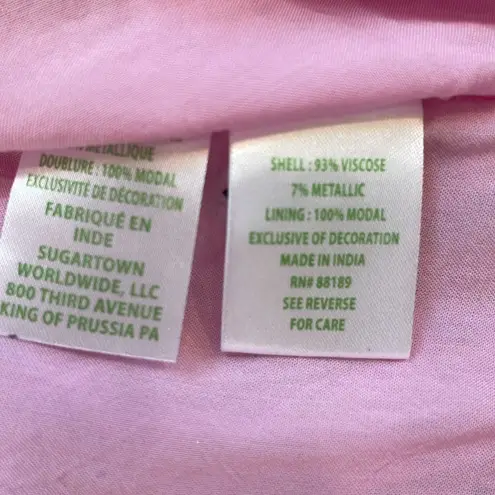 METALLIQUE
DOUBLURE : 100% MODAL
EXCLUSIVITÉ DE DÉCORATION
FABRIQUÉ EN
INDE
SUGARTOWN
WORLDWIDE, LLC
800 THIRD AVENUE
KING OF PRUSSIA PA
SHELL : 93% VISCOSE
7% METALLIC
LINING : 100% MODAL
EXCLUSIVE OF DECORATION
MADE IN INDIA
RN# 88189
SEE REVERSE
FOR CARE